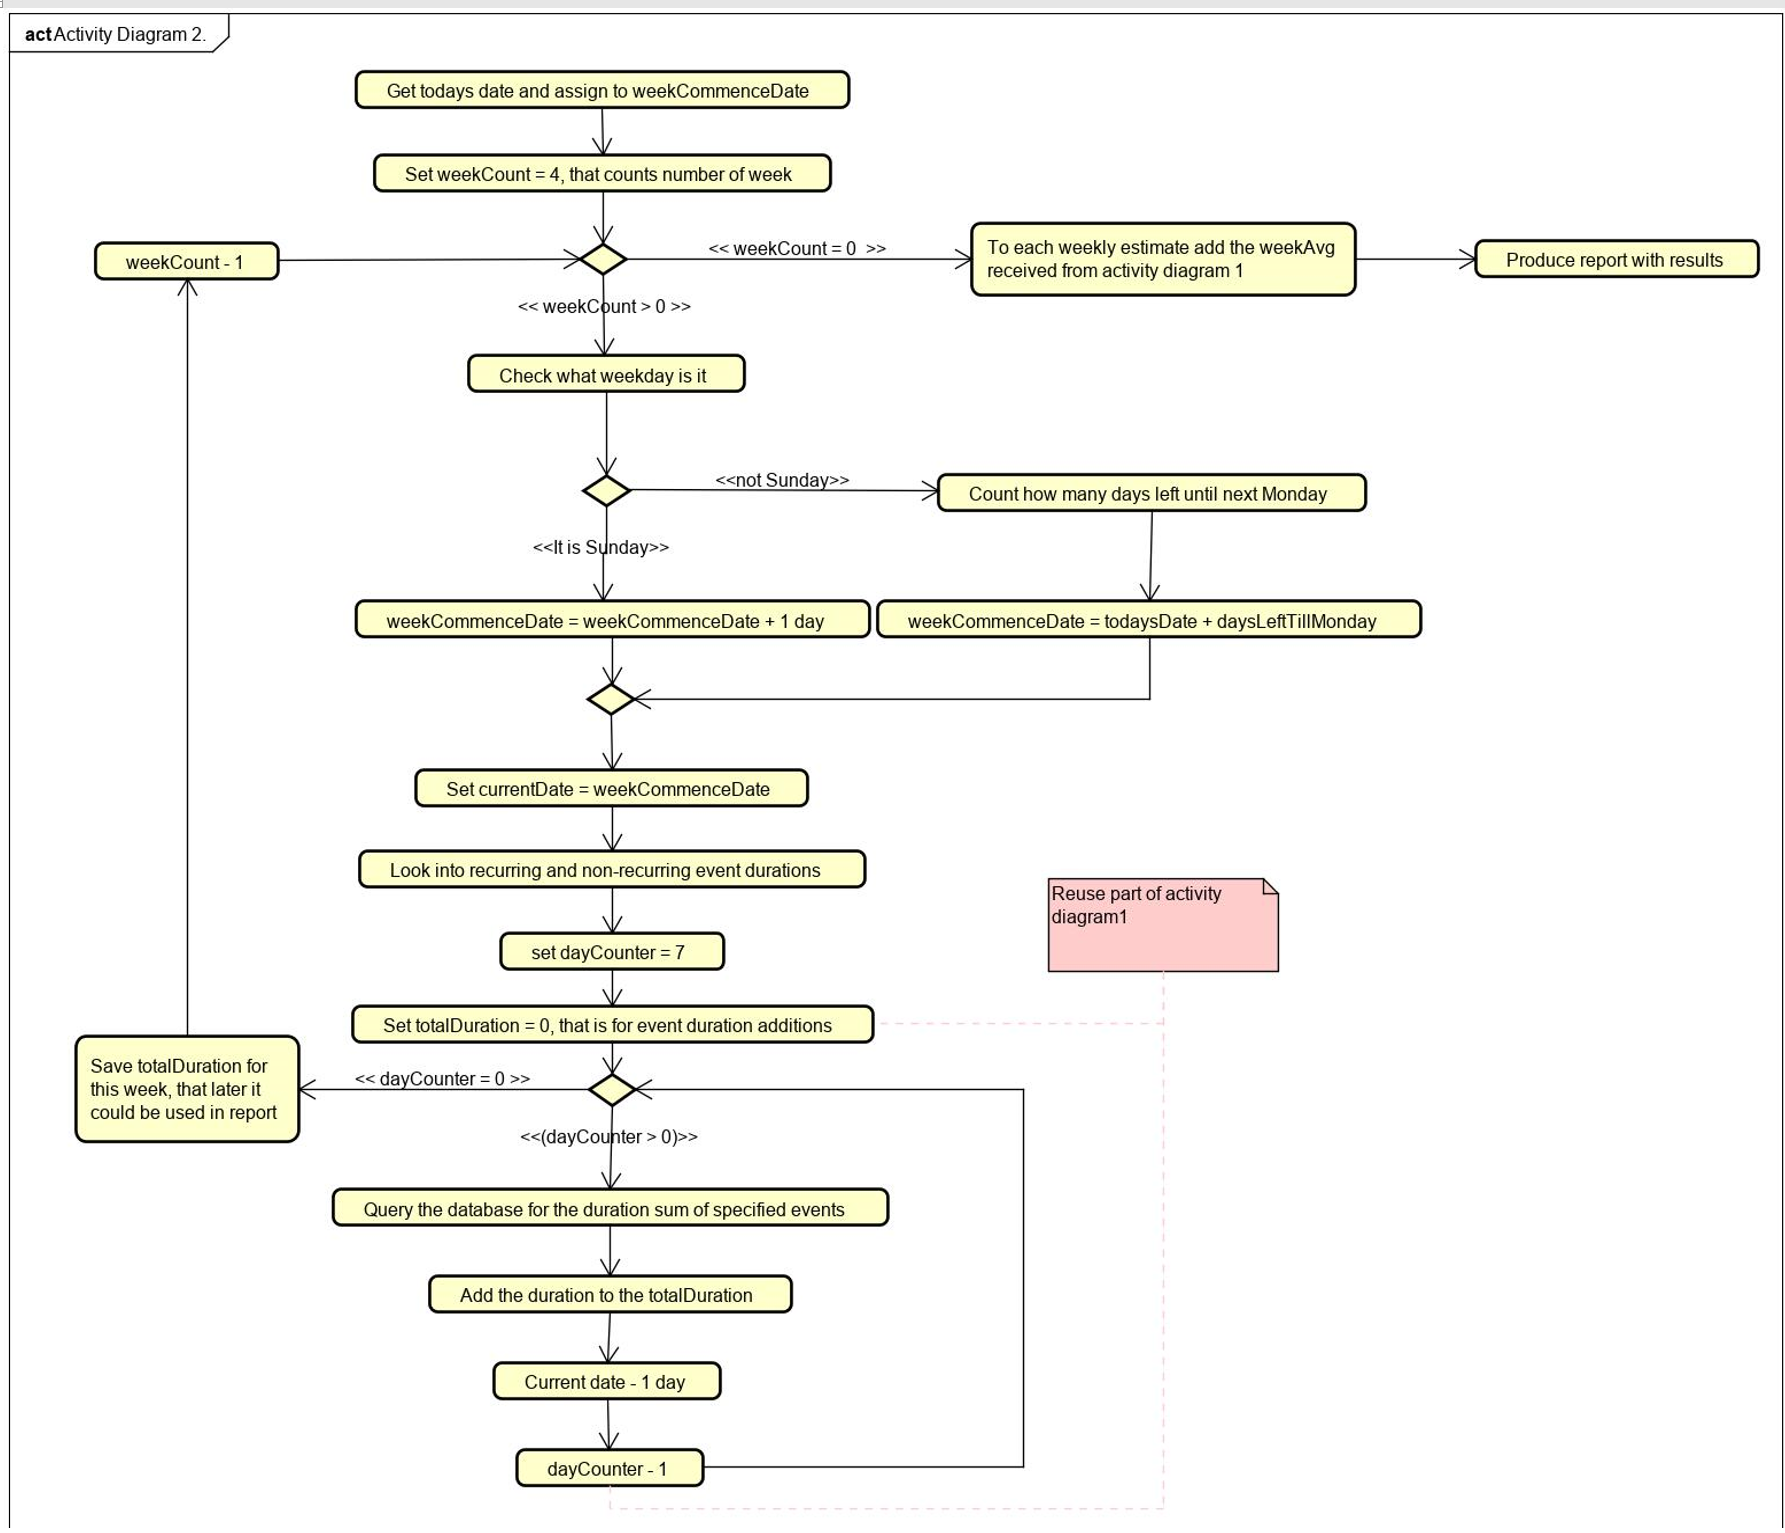 act Activity Diagram 2.
Get todays date and assign to weekCommenceDate
Set weekCount = 4, that counts number of week
weekCount - 1
<< weekCount = 0 >>
To each weekly estimate add the weekAvg
received from activity diagram 1
Produce report with results
<< weekCount > 0 >>
Check what weekday is it
<<not Sunday>>
Count how many days left until next Monday
<<It is Sunday>>
weekCommenceDate = weekCommenceDate + 1 day
weekCommenceDate = todaysDate + daysLeftTillMonday
Set currentDate = weekCommenceDate
Look into recurring and non-recurring event durations
Reuse part of activity
diagram1
set dayCounter = 7
Set totalDuration = 0, that is for event duration additions
Save totalDuration for
this week, that later it
could be used in report
<< dayCounter = 0 >>
<<(dayCounter > 0)>>
Query the database for the duration sum of specified events
Add the duration to the totalDuration
Current date - 1 day
dayCounter - 1